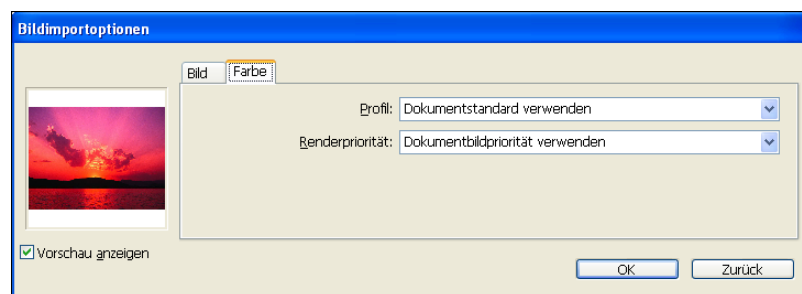 Bildimportoptionen
Bild Farbe
Profil: Dokumentstandard verwenden
Renderpriorität: Dokumentbildpriorität verwenden
Vorschau anzeigen
OK Zurück